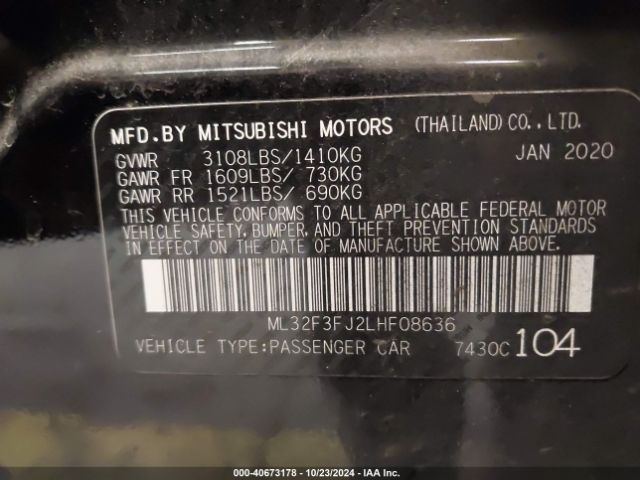 MFD.BY MITSUBISHI MOTORS (THAILAND)CO.,LTD.
GVWR 3108LBS/1410KG JAN 2020
GAWR FR 1609LBS/ 730KG
GAWR RR 1521LBS/ 690KG
THIS VEHICLE CONFORMS TO ALL APPLICABLE FEDERAL MOTOR
VEHICLE SAFETY, BUMPER, AND THEFT PREVENTION STANDARDS
IN EFFECT ON THE DATE OF MANUFACTURE SHOWN ABOVE.
ML32F3FJ2LHF08636
VEHICLE TYPE:PASSENGER CAR 7430C 104
000-40673178 - 10/23/2024 - IAA Inc.